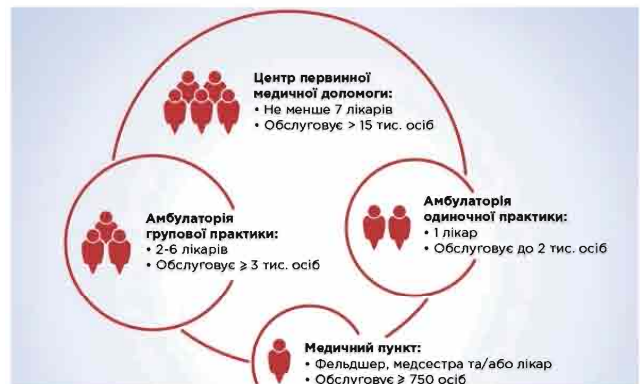 Центр первинної
медичної допомоги:
• Не менше 7 лікарів
• Обслуговує > 15 тис. осіб
Амбулаторія
групової практики:
• 2-6 лікарів
• Обслуговує ⩾ 3 тис. осіб
Амбулаторія
одиночної практики:
• 1 лікар
• Обслуговує до 2 тис. осіб
Медичний пункт:
• Фельдшер, медсестра та/або лікар
• Обслуговує ⩾ 750 осіб